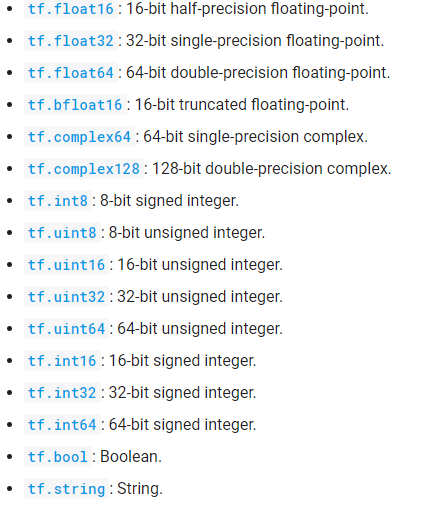 • tf.float16 : 16-bit half-precision floating-point.
• tf.float32 : 32-bit single-precision floating-point.
• tf.float64 : 64-bit double-precision floating-point.
• tf.bfloat16 : 16-bit truncated floating-point.
• tf.complex64 : 64-bit single-precision complex.
• tf.complex128 : 128-bit double-precision complex.
• tf.int8 : 8-bit signed integer.
• tf.uint8 : 8-bit unsigned integer.
• tf.uint16 : 16-bit unsigned integer.
• tf.uint32 : 32-bit unsigned integer.
• tf.uint64 : 64-bit unsigned integer.
• tf.int16 : 16-bit signed integer.
• tf.int32 : 32-bit signed integer.
• tf.int64 : 64-bit signed integer.
• tf.bool : Boolean.
• tf.string : String.